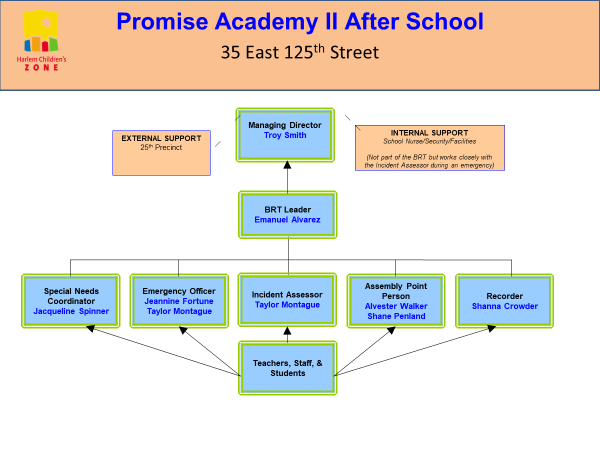 Promise Academy II After School
35 East 125th Street
Harlem Children's
ZONE
EXTERNAL SUPPORT
25th Precinct
Managing Director
Troy Smith
INTERNAL SUPPORT
School Nurse/Security/Facilities
(Not part of the BRT but works closely with
the Incident Assessor during an emergency)
BRT Leader
Emanuel Alvarez
Special Needs
Coordinator
Jacqueline Spinner
Emergency Officer
Jeannine Fortune
Taylor Montague
Incident Assessor
Taylor Montague
Assembly Point
Person
Alvester Walker
Shane Penland
Recorder
Shanna Crowder
Teachers, Staff, &
Students